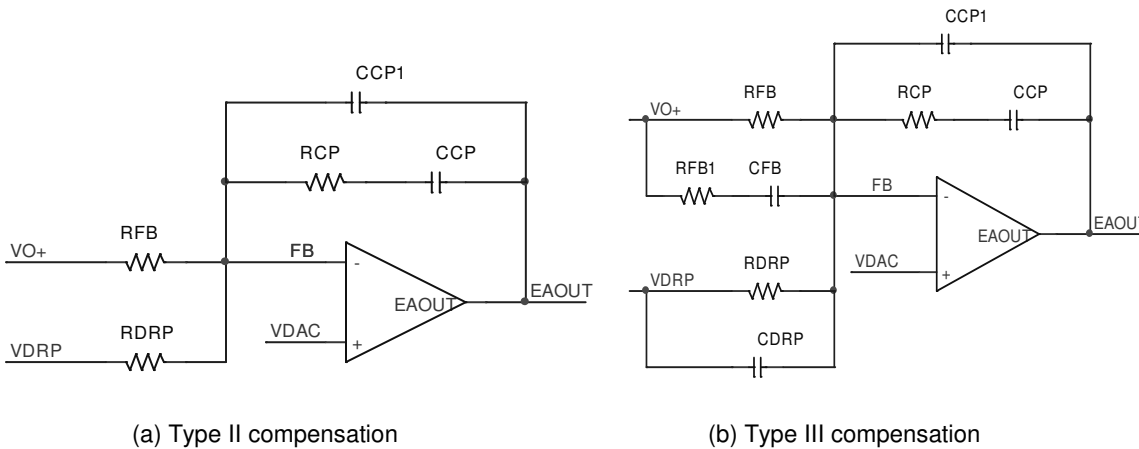 CCP1
RCP
CCP
RFB
VO+
FB
EAOUT
EAOUT
RDRP
VDAC
VDRP
-
+
(a) Type II compensation
CCP1
RFB
RCP
CCP
VO+
RFB1
CFB
FB
EAOUT
EAOUT
VDAC
RDRP
VDRP
CDRP
-
+
(b) Type III compensation